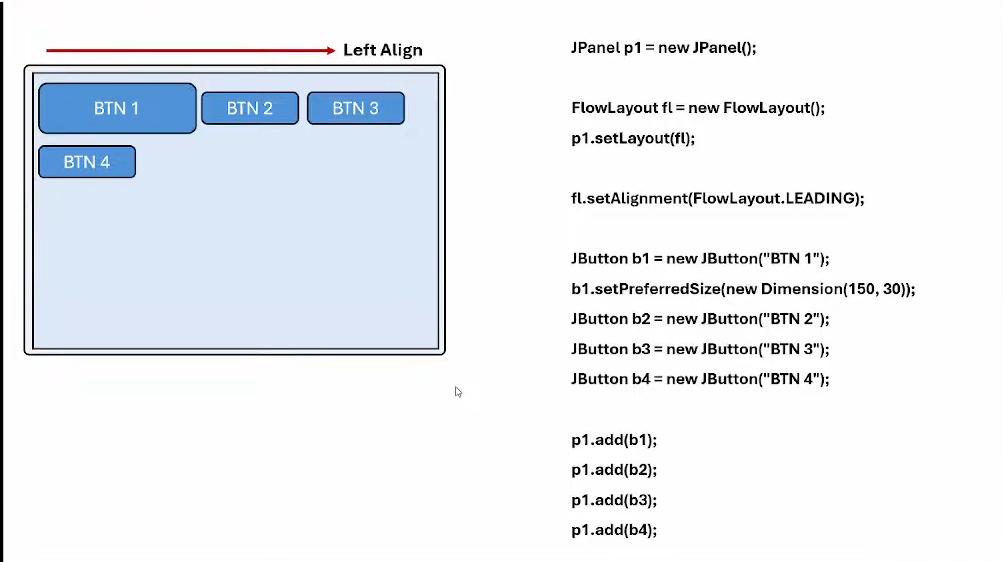 Left Align
BTN 1
BTN 2
BTN 3
BTN 4
JPanel p1 = new JPanel();
FlowLayout fl = new FlowLayout();
p1.setLayout(fl);
fl.setAlignment(FlowLayout.LEADING);
JButton b1 = new JButton("BTN 1");
b1.setPreferredSize(new Dimension(150, 30));
JButton b2 = new JButton("BTN 2");
JButton b3 = new JButton("BTN 3");
JButton b4 = new JButton("BTN 4");
p1.add(b1);
p1.add(b2);
p1.add(b3);
p1.add(b4);